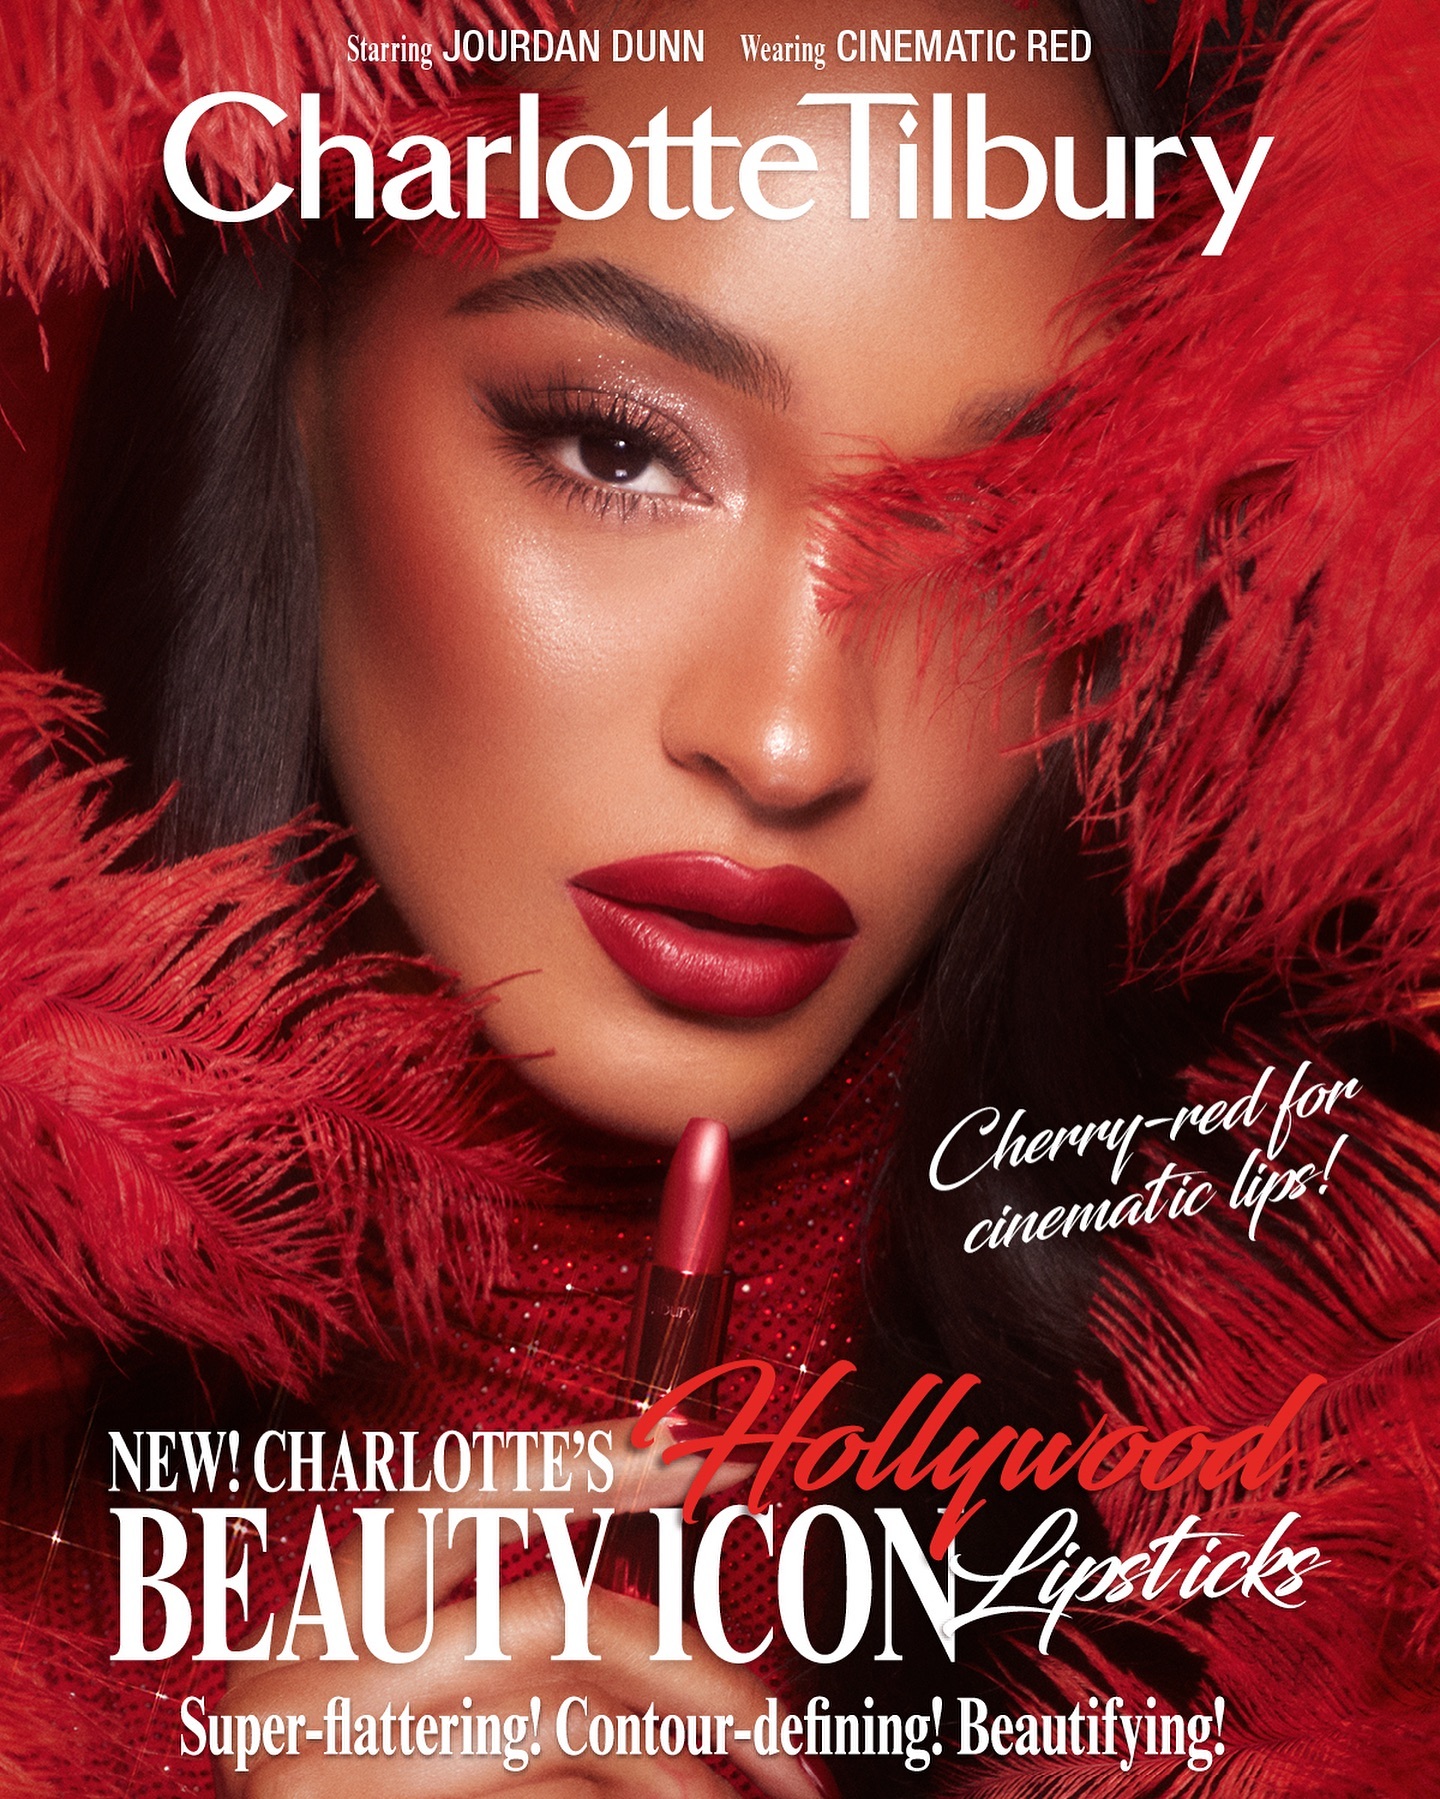 Starring JOURDAN DUNN Wearing CINEMATIC RED
Charlotte Tilbury
Cherry-red for
cinematic lips!
NEW! CHARLOTTE'S Hollywood
BEAUTY ICON Lipsticks
Super-flattering! Contour-defining! Beautifying!